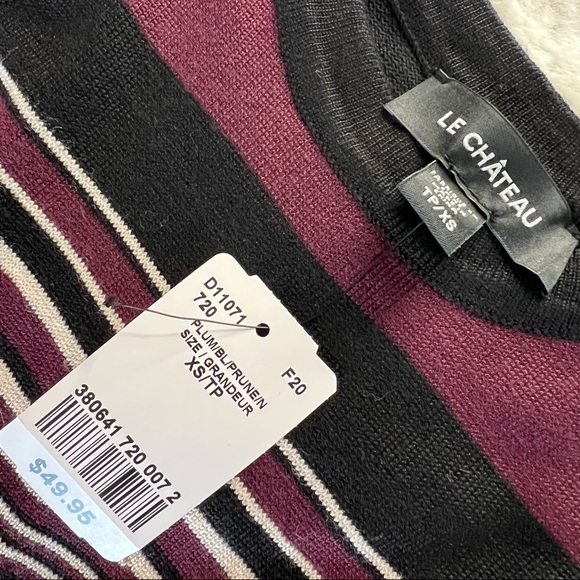 LE CHÂTEAU
TP/XS
D11071
720
F20
PLUM/BL/PRUNE/N
SIZE / GRANDEUR
XS/TP
380641 720 007 2
$49.95